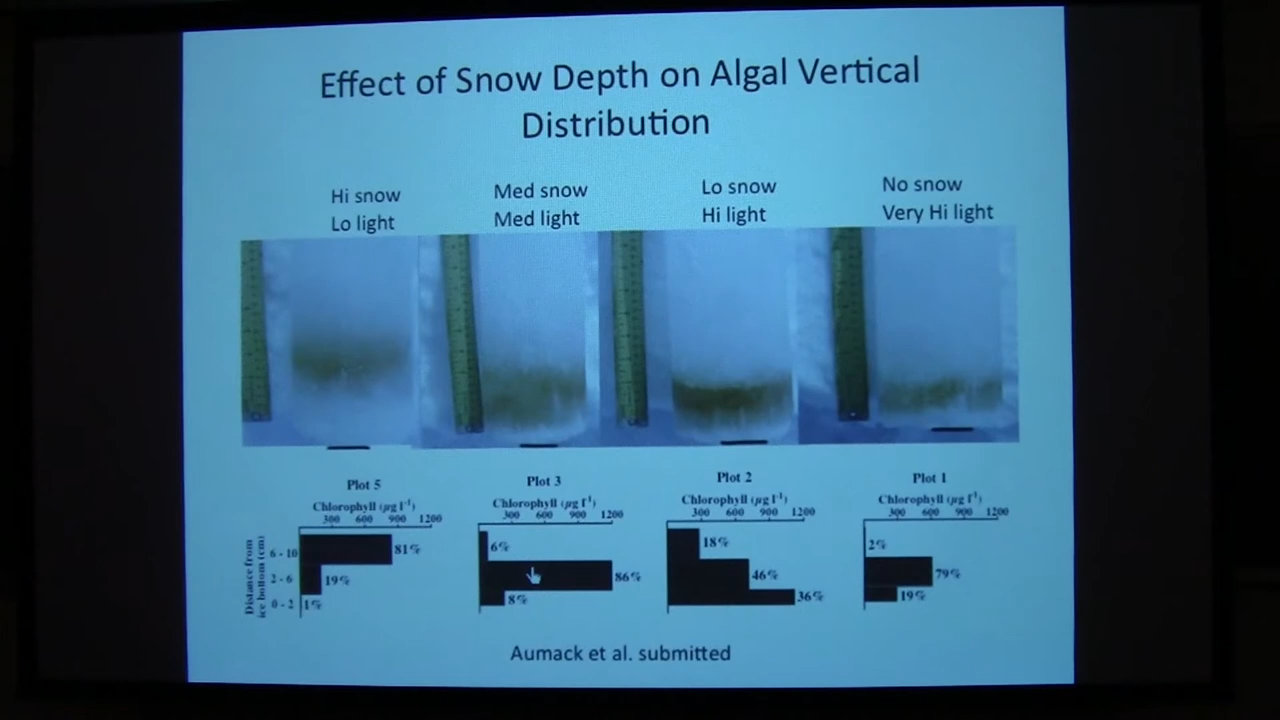 Effect of Snow Depth on Algal Vertical
Distribution
Hi snow
Lo light
Med snow
Med light
Lo snow
Hi light
No snow
Very Hi light
Plot 5
Chlorophyll (µg l⁻¹)
300 600 900 1200
Distance from
ice bottom (cm)
6 - 10
2 - 6
0 - 2
81%
19%
1%
Plot 3
Chlorophyll (µg l⁻¹)
300 600 900 1200
6%
86%
8%
Plot 2
Chlorophyll (µg l⁻¹)
300 600 900 1200
18%
46%
36%
Plot 1
Chlorophyll (µg l⁻¹)
300 600 900 1200
2%
79%
19%
Aumack et al. submitted